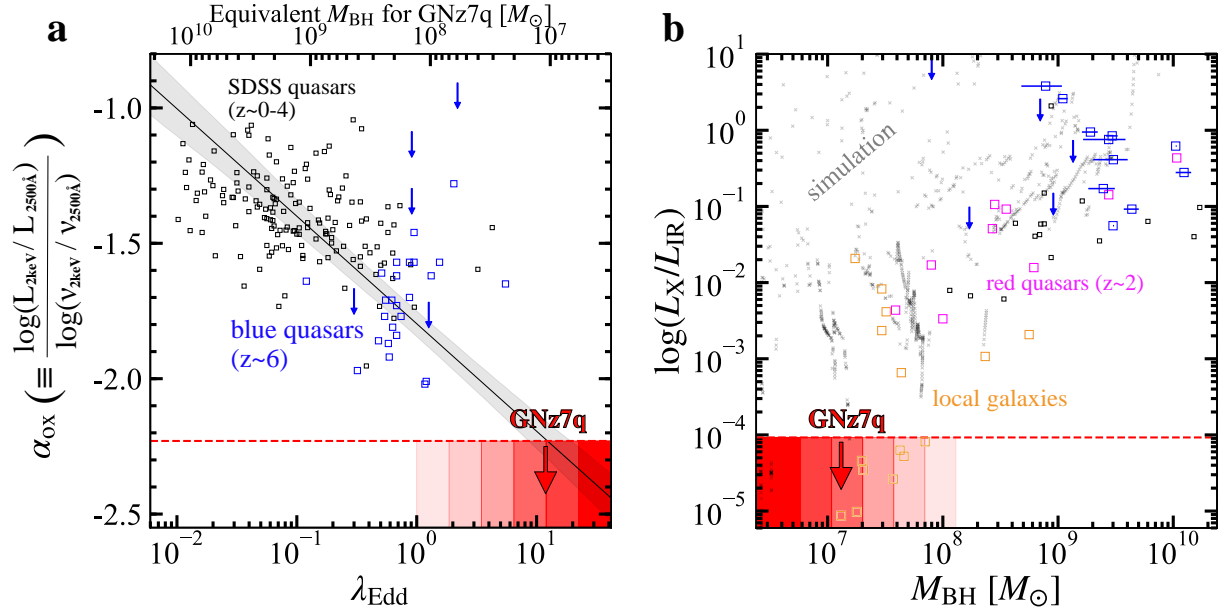 a
Equivalent M_BH for GNz7q [M_⊙]
10^10 10^9 10^8 10^7
SDSS quasars
(z~0-4)
blue quasars
(z~6)
GNz7q
-1.0
-1.5
-2.0
-2.5
α_OX ( ≡ log(L_2keV / L_2500Å) / log(ν_2keV / ν_2500Å) )
10^−2 10^−1 10^0 10^1
λ_Edd
b
simulation
red quasars (z~2)
local galaxies
GNz7q
10^1
10^0
10^−1
10^−2
10^−3
10^−4
10^−5
log(L_X/L_IR)
10^7 10^8 10^9 10^10
M_BH [M_⊙]